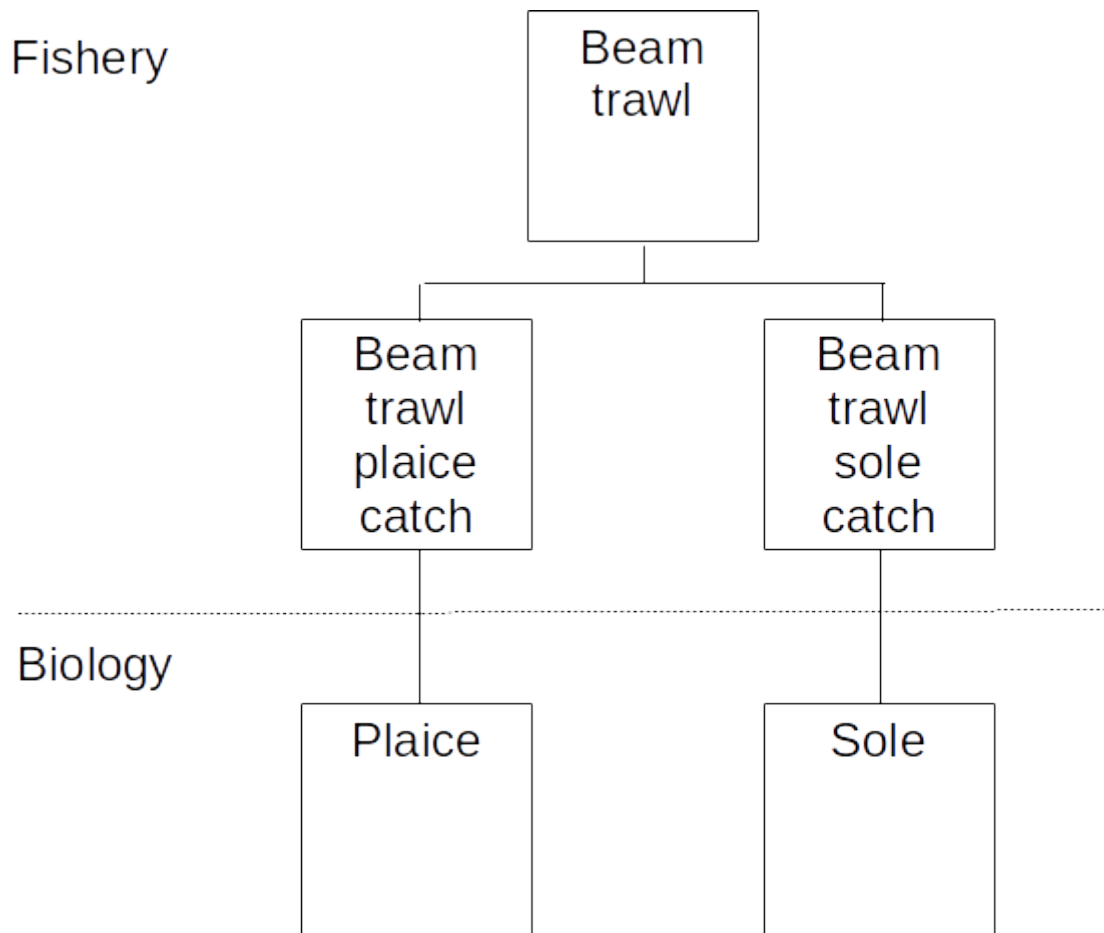 Fishery
Beam
trawl
Beam
trawl
plaice
catch
Beam
trawl
sole
catch
Biology
Plaice
Sole